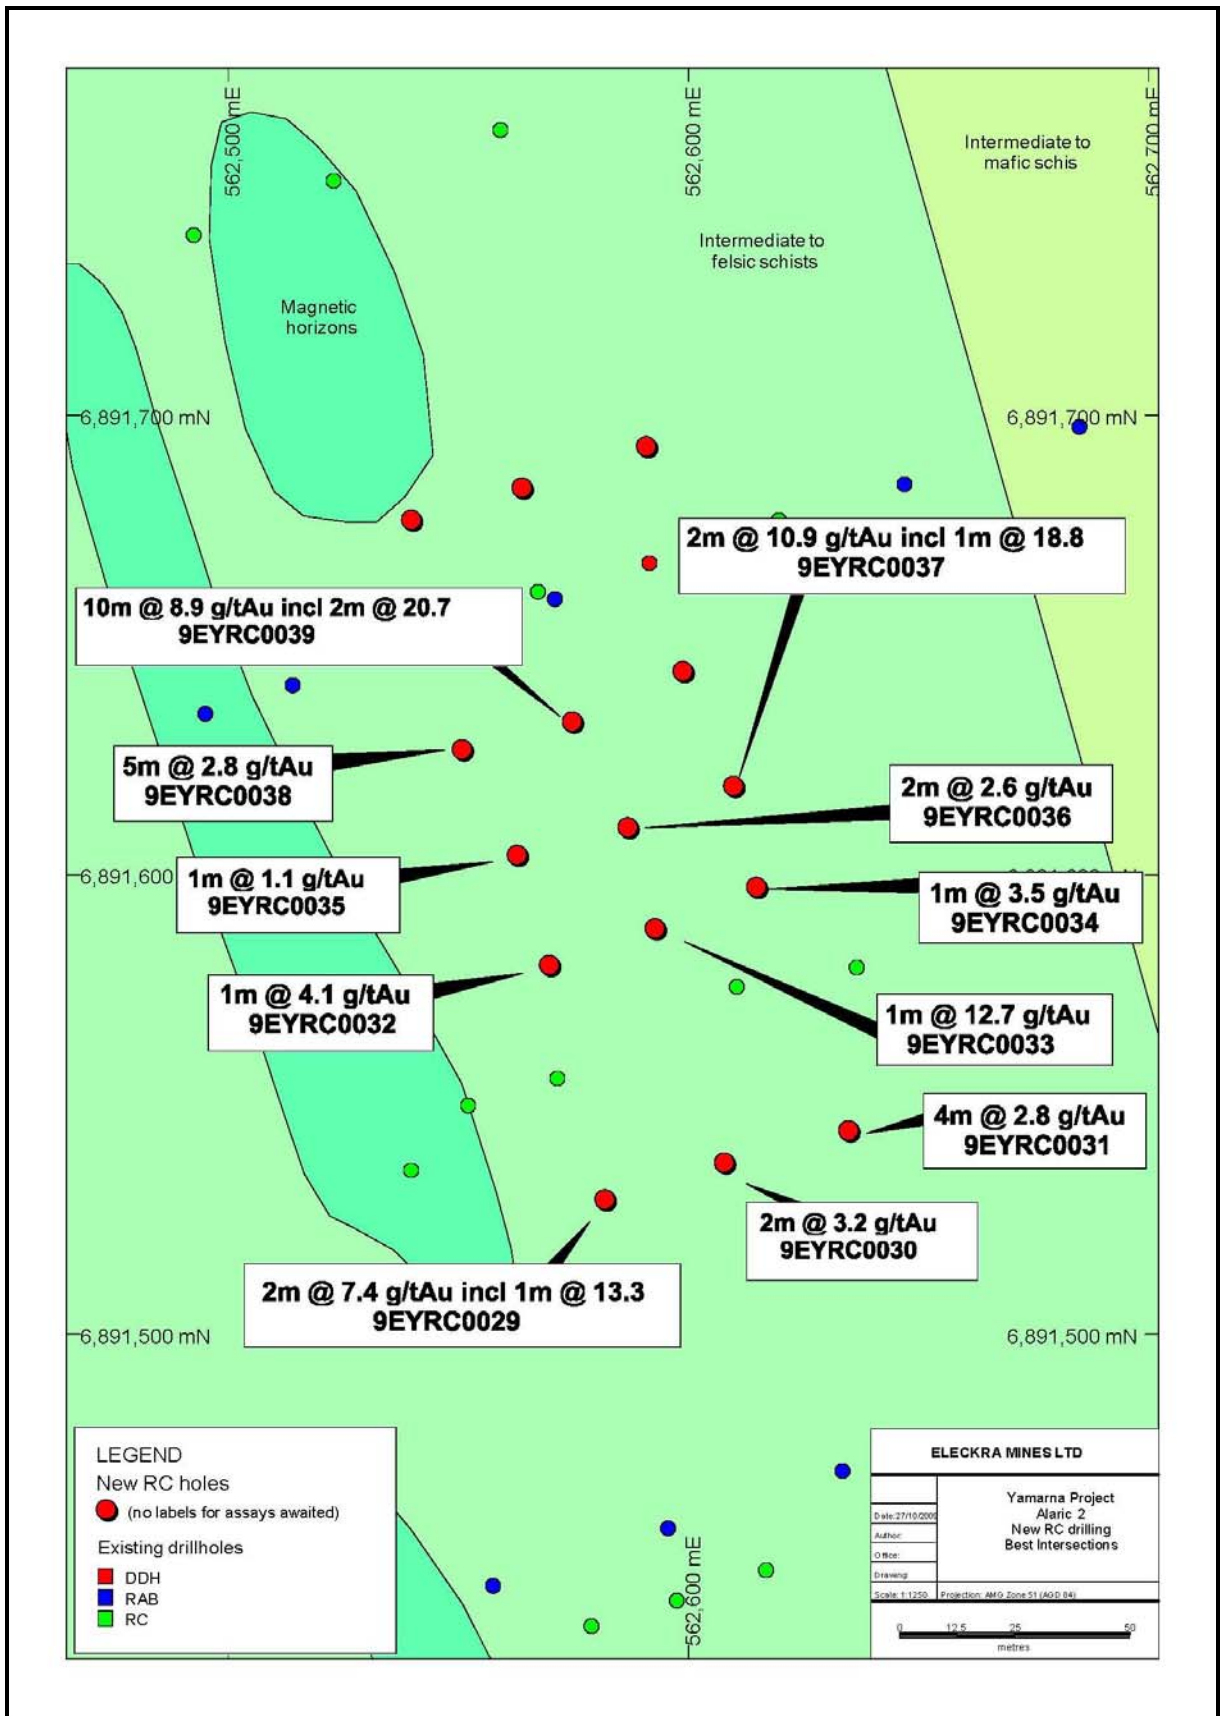 562,500 mE
562,600 mE
562,700 mE
Intermediate to
mafic schis
Intermediate to
felsic schists
Magnetic
horizons
6,891,700 mN
6,891,700 mN
2m @ 10.9 g/tAu incl 1m @ 18.8
9EYRC0037
10m @ 8.9 g/tAu incl 2m @ 20.7
9EYRC0039
5m @ 2.8 g/tAu
9EYRC0038
2m @ 2.6 g/tAu
9EYRC0036
6,891,600
1m @ 1.1 g/tAu
9EYRC0035
1m @ 3.5 g/tAu
9EYRC0034
1m @ 4.1 g/tAu
9EYRC0032
1m @ 12.7 g/tAu
9EYRC0033
4m @ 2.8 g/tAu
9EYRC0031
2m @ 3.2 g/tAu
9EYRC0030
2m @ 7.4 g/tAu incl 1m @ 13.3
9EYRC0029
6,891,500 mN
6,891,500 mN
LEGEND
New RC holes
(no labels for assays awaited)
Existing drillholes
DDH
RAB
RC
562,600 mE
ELECKRA MINES LTD
Yamarna Project
Alaric 2
New RC drilling
Best Intersections
Date: 27/10/2009
Author:
Office:
Drawing:
Scale: 1:1250
Projection: AMG Zone 51 (AGD 84)
0 12.5 25 50
metres